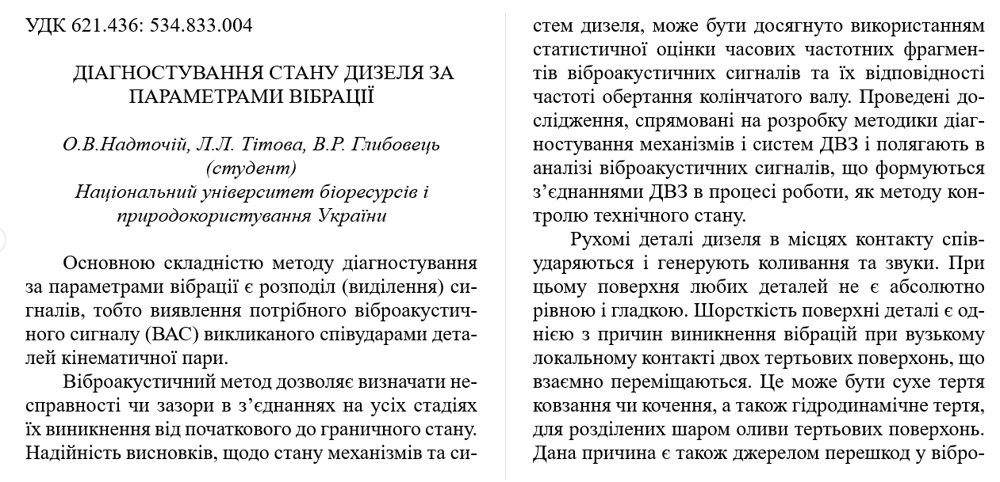 УДК 621.436: 534.833.004
ДІАГНОСТУВАННЯ СТАНУ ДИЗЕЛЯ ЗА
ПАРАМЕТРАМИ ВІБРАЦІЇ
О.В.Надточій, Л.Л. Тітова, В.Р. Глибовець
(студент)
Національний університет біоресурсів і
природокористування України
Основною складністю методу діагностування
за параметрами вібрації є розподіл (виділення) си-
гналів, тобто виявлення потрібного віброакустич-
ного сигналу (ВАС) викликаного співударами дета-
лей кінематичної пари.
Віброакустичний метод дозволяє визначати не-
справності чи зазори в з’єднаннях на усіх стадіях
їх виникнення від початкового до граничного стану.
Надійність висновків, щодо стану механізмів та си-
стем дизеля, може бути досягнуто використанням
статистичної оцінки часових частотних фрагмен-
тів віброакустичних сигналів та їх відповідності
частоті обертання колінчатого валу. Проведені до-
слідження, спрямовані на розробку методики діаг-
ностування механізмів і систем ДВЗ і полягають в
аналізі віброакустичних сигналів, що формуються
з’єднаннями ДВЗ в процесі роботи, як методу кон-
тролю технічного стану.
Рухомі деталі дизеля в місцях контакту спів-
ударяються і генерують коливання та звуки. При
цьому поверхня любих деталей не є абсолютно
рівною і гладкою. Шорсткість поверхні деталі є од-
нією з причин виникнення вібрацій при вузькому
локальному контакті двох тертьових поверхонь, що
взаємно переміщаються. Це може бути сухе тертя
ковзання чи кочення, а також гідродинамічне тертя,
для розділених шаром оливи тертьових поверхонь.
Дана причина є також джерелом перешкод у вібро-